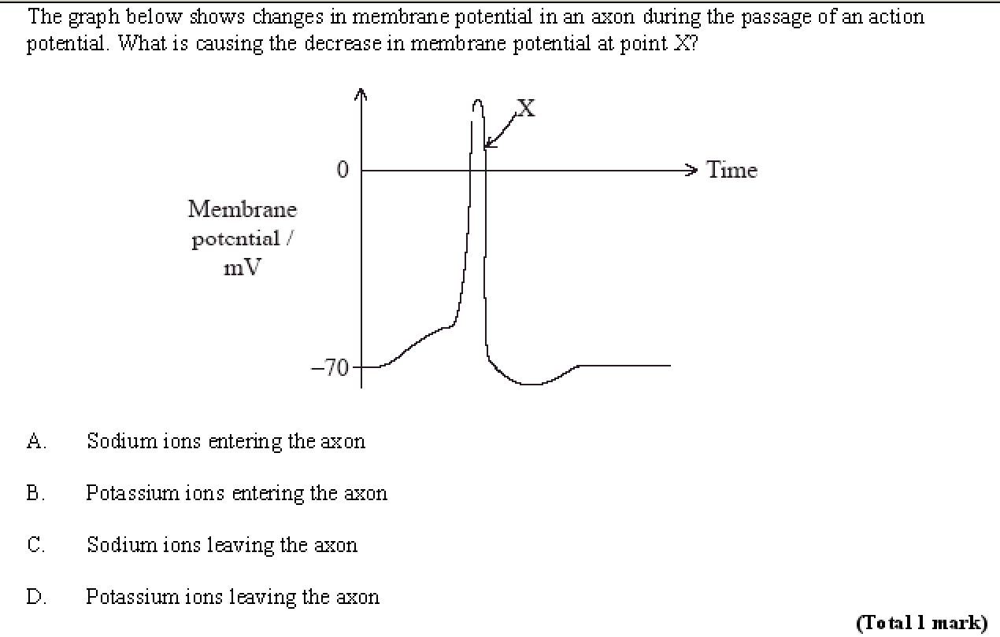 The graph below shows changes in membrane potential in an axon during the passage of an action
potential. What is causing the decrease in membrane potential at point X?
X
0
Time
Membrane
potential /
mV
–70
A. Sodium ions entering the axon
B. Potassium ions entering the axon
C. Sodium ions leaving the axon
D. Potassium ions leaving the axon
(Total 1 mark)